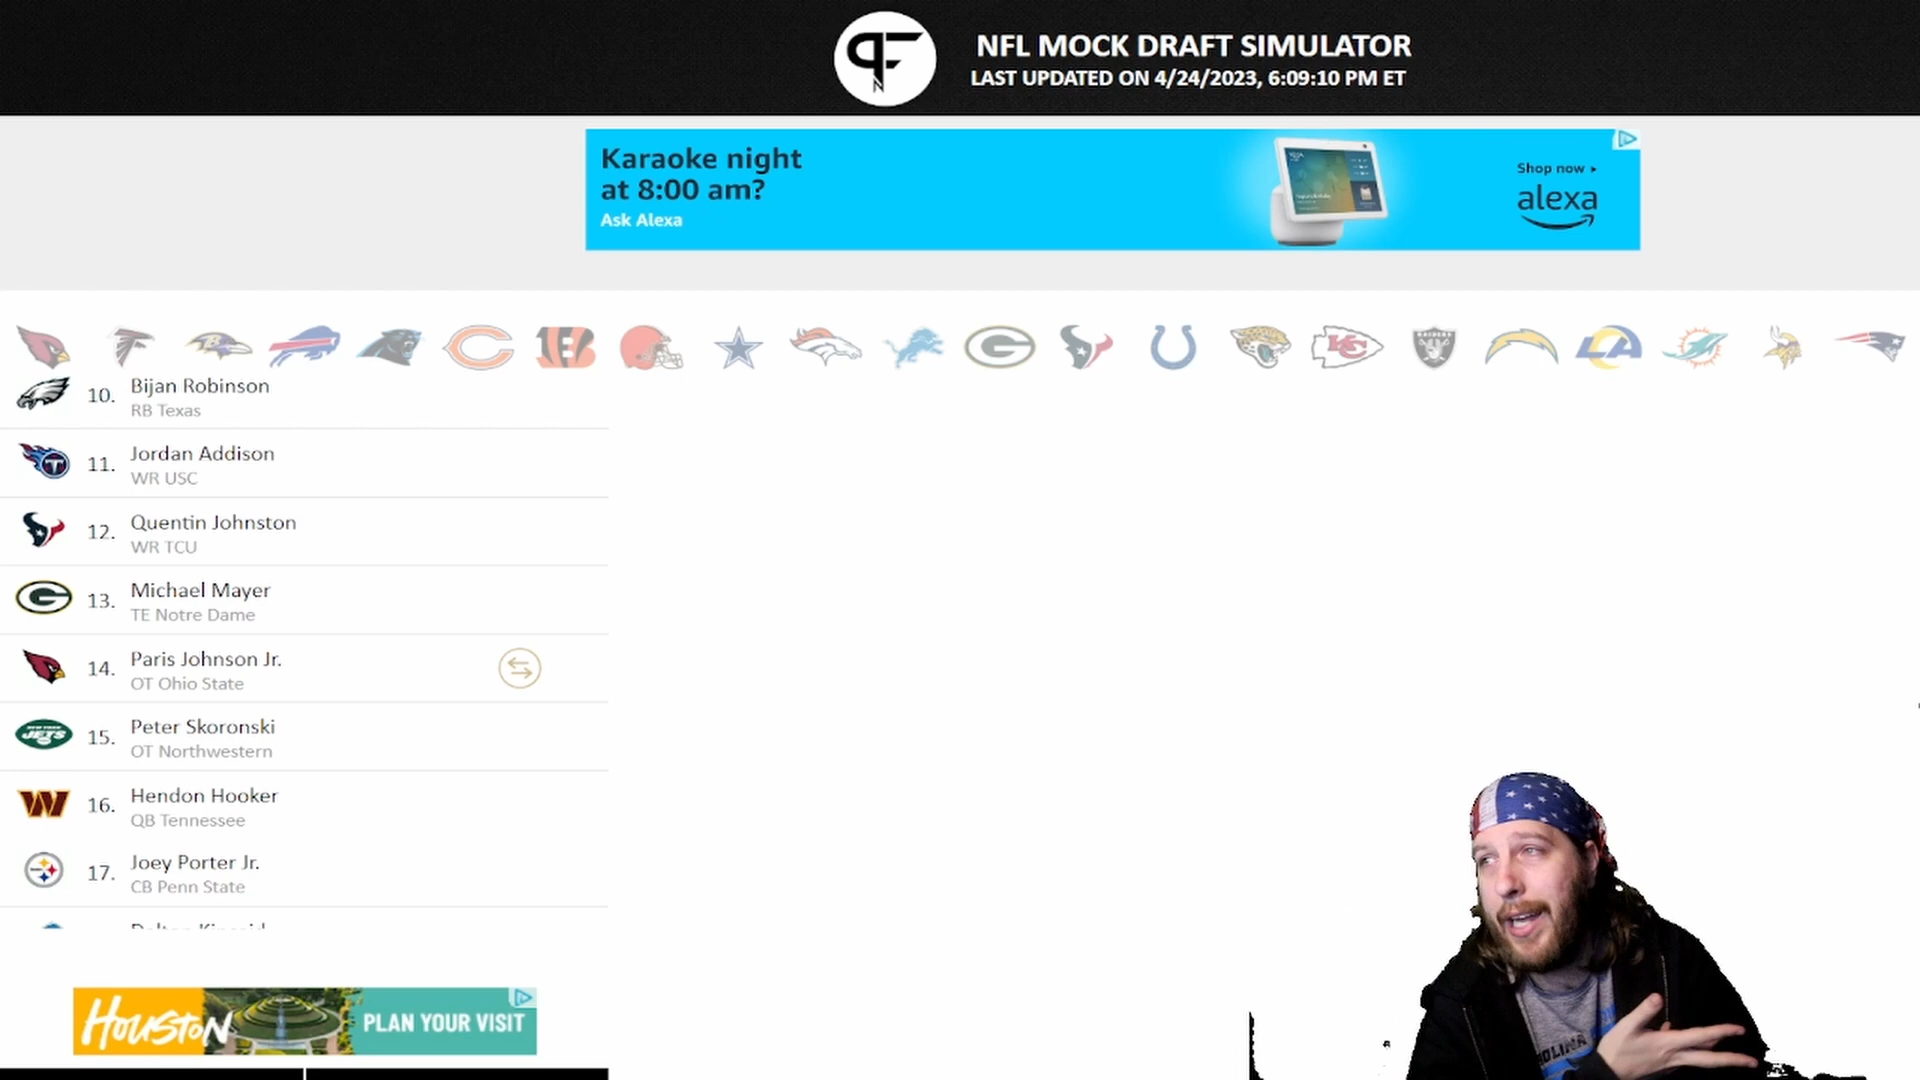 NFL MOCK DRAFT SIMULATOR
LAST UPDATED ON 4/24/2023, 6:09:10 PM ET
Karaoke night
at 8:00 am?
Ask Alexa
Shop now
alexa
10. Bijan Robinson
RB Texas
11. Jordan Addison
WR USC
12. Quentin Johnston
WR TCU
13. Michael Mayer
TE Notre Dame
14. Paris Johnson Jr.
OT Ohio State
15. Peter Skoronski
OT Northwestern
16. Hendon Hooker
QB Tennessee
17. Joey Porter Jr.
CB Penn State
HOUSTON
PLAN YOUR VISIT